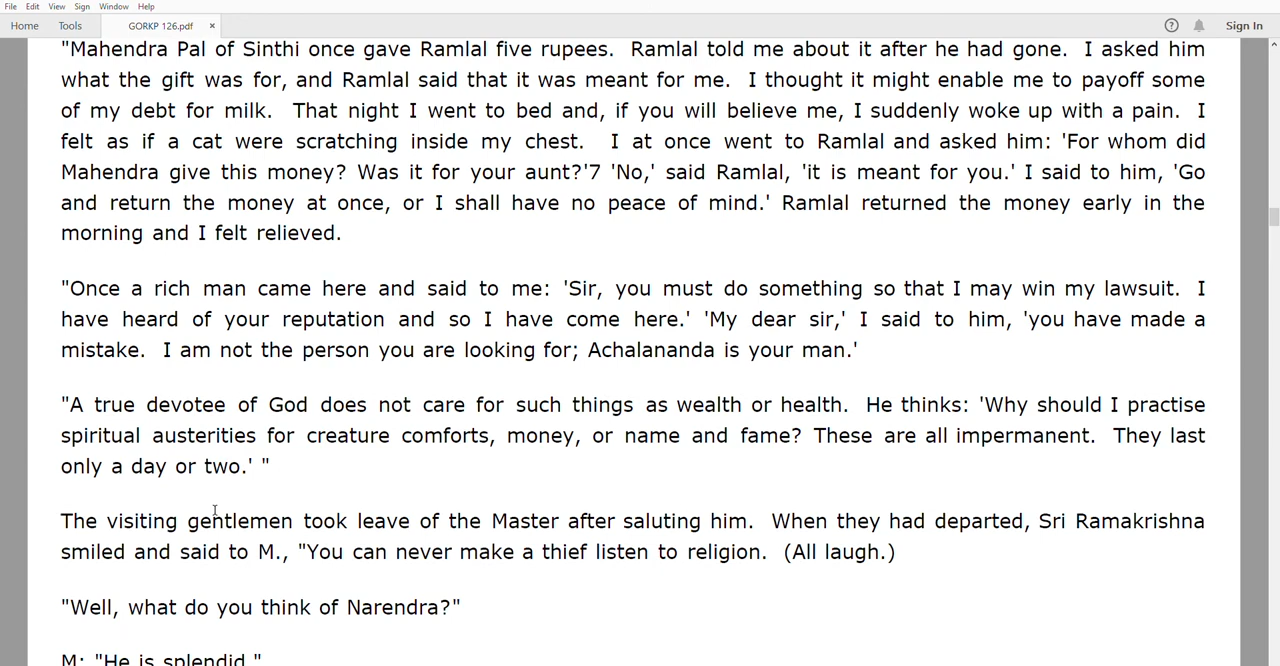 File Edit View Sign Window Help
Home Tools GORKP 126.pdf × ? Sign In
"Mahendra Pal of Sinthi once gave Ramlal five rupees. Ramlal told me about it after he had gone. I asked him
what the gift was for, and Ramlal said that it was meant for me. I thought it might enable me to payoff some
of my debt for milk. That night I went to bed and, if you will believe me, I suddenly woke up with a pain. I
felt as if a cat were scratching inside my chest. I at once went to Ramlal and asked him: 'For whom did
Mahendra give this money? Was it for your aunt?'7 'No,' said Ramlal, 'it is meant for you.' I said to him, 'Go
and return the money at once, or I shall have no peace of mind.' Ramlal returned the money early in the
morning and I felt relieved.
"Once a rich man came here and said to me: 'Sir, you must do something so that I may win my lawsuit. I
have heard of your reputation and so I have come here.' 'My dear sir,' I said to him, 'you have made a
mistake. I am not the person you are looking for; Achalananda is your man.'
"A true devotee of God does not care for such things as wealth or health. He thinks: 'Why should I practise
spiritual austerities for creature comforts, money, or name and fame? These are all impermanent. They last
only a day or two.' "
The visiting gentlemen took leave of the Master after saluting him. When they had departed, Sri Ramakrishna
smiled and said to M., "You can never make a thief listen to religion. (All laugh.)
"Well, what do you think of Narendra?"
M: "He is splendid."